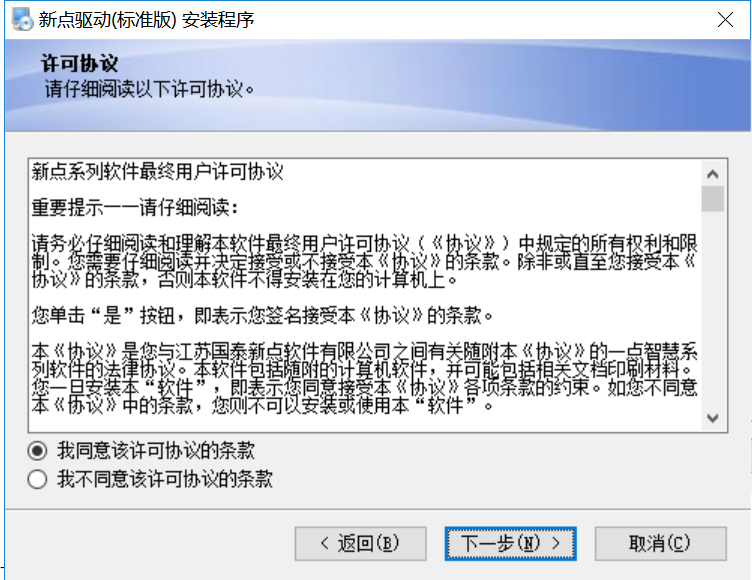 新点驱动(标准版) 安装程序
许可协议
请仔细阅读以下许可协议。
新点系列软件最终用户许可协议
重要提示一一请仔细阅读：
请务必仔细阅读和理解本软件最终用户许可协议（《协议》）中规定的所有权利和限
制。您需要仔细阅读并决定接受或不接受本《协议》的条款。除非或直至您接受本《
协议》的条款，否则本软件不得安装在您的计算机上。
您单击“是”按钮，即表示您签名接受本《协议》的条款。
本《协议》是您与江苏国泰新点软件有限公司之间有关随附本《协议》的一点智慧系
列软件的法律协议。本软件包括随附的计算机软件，并可能包括相关文档印刷材料。
您一旦安装本“软件”，即表示您同意接受本《协议》各项条款的约束。如您不同意
本《协议》中的条款，您则不可以安装或使用本“软件”。
我同意该许可协议的条款
我不同意该许可协议的条款
< 返回(B)
下一步(N) >
取消(C)